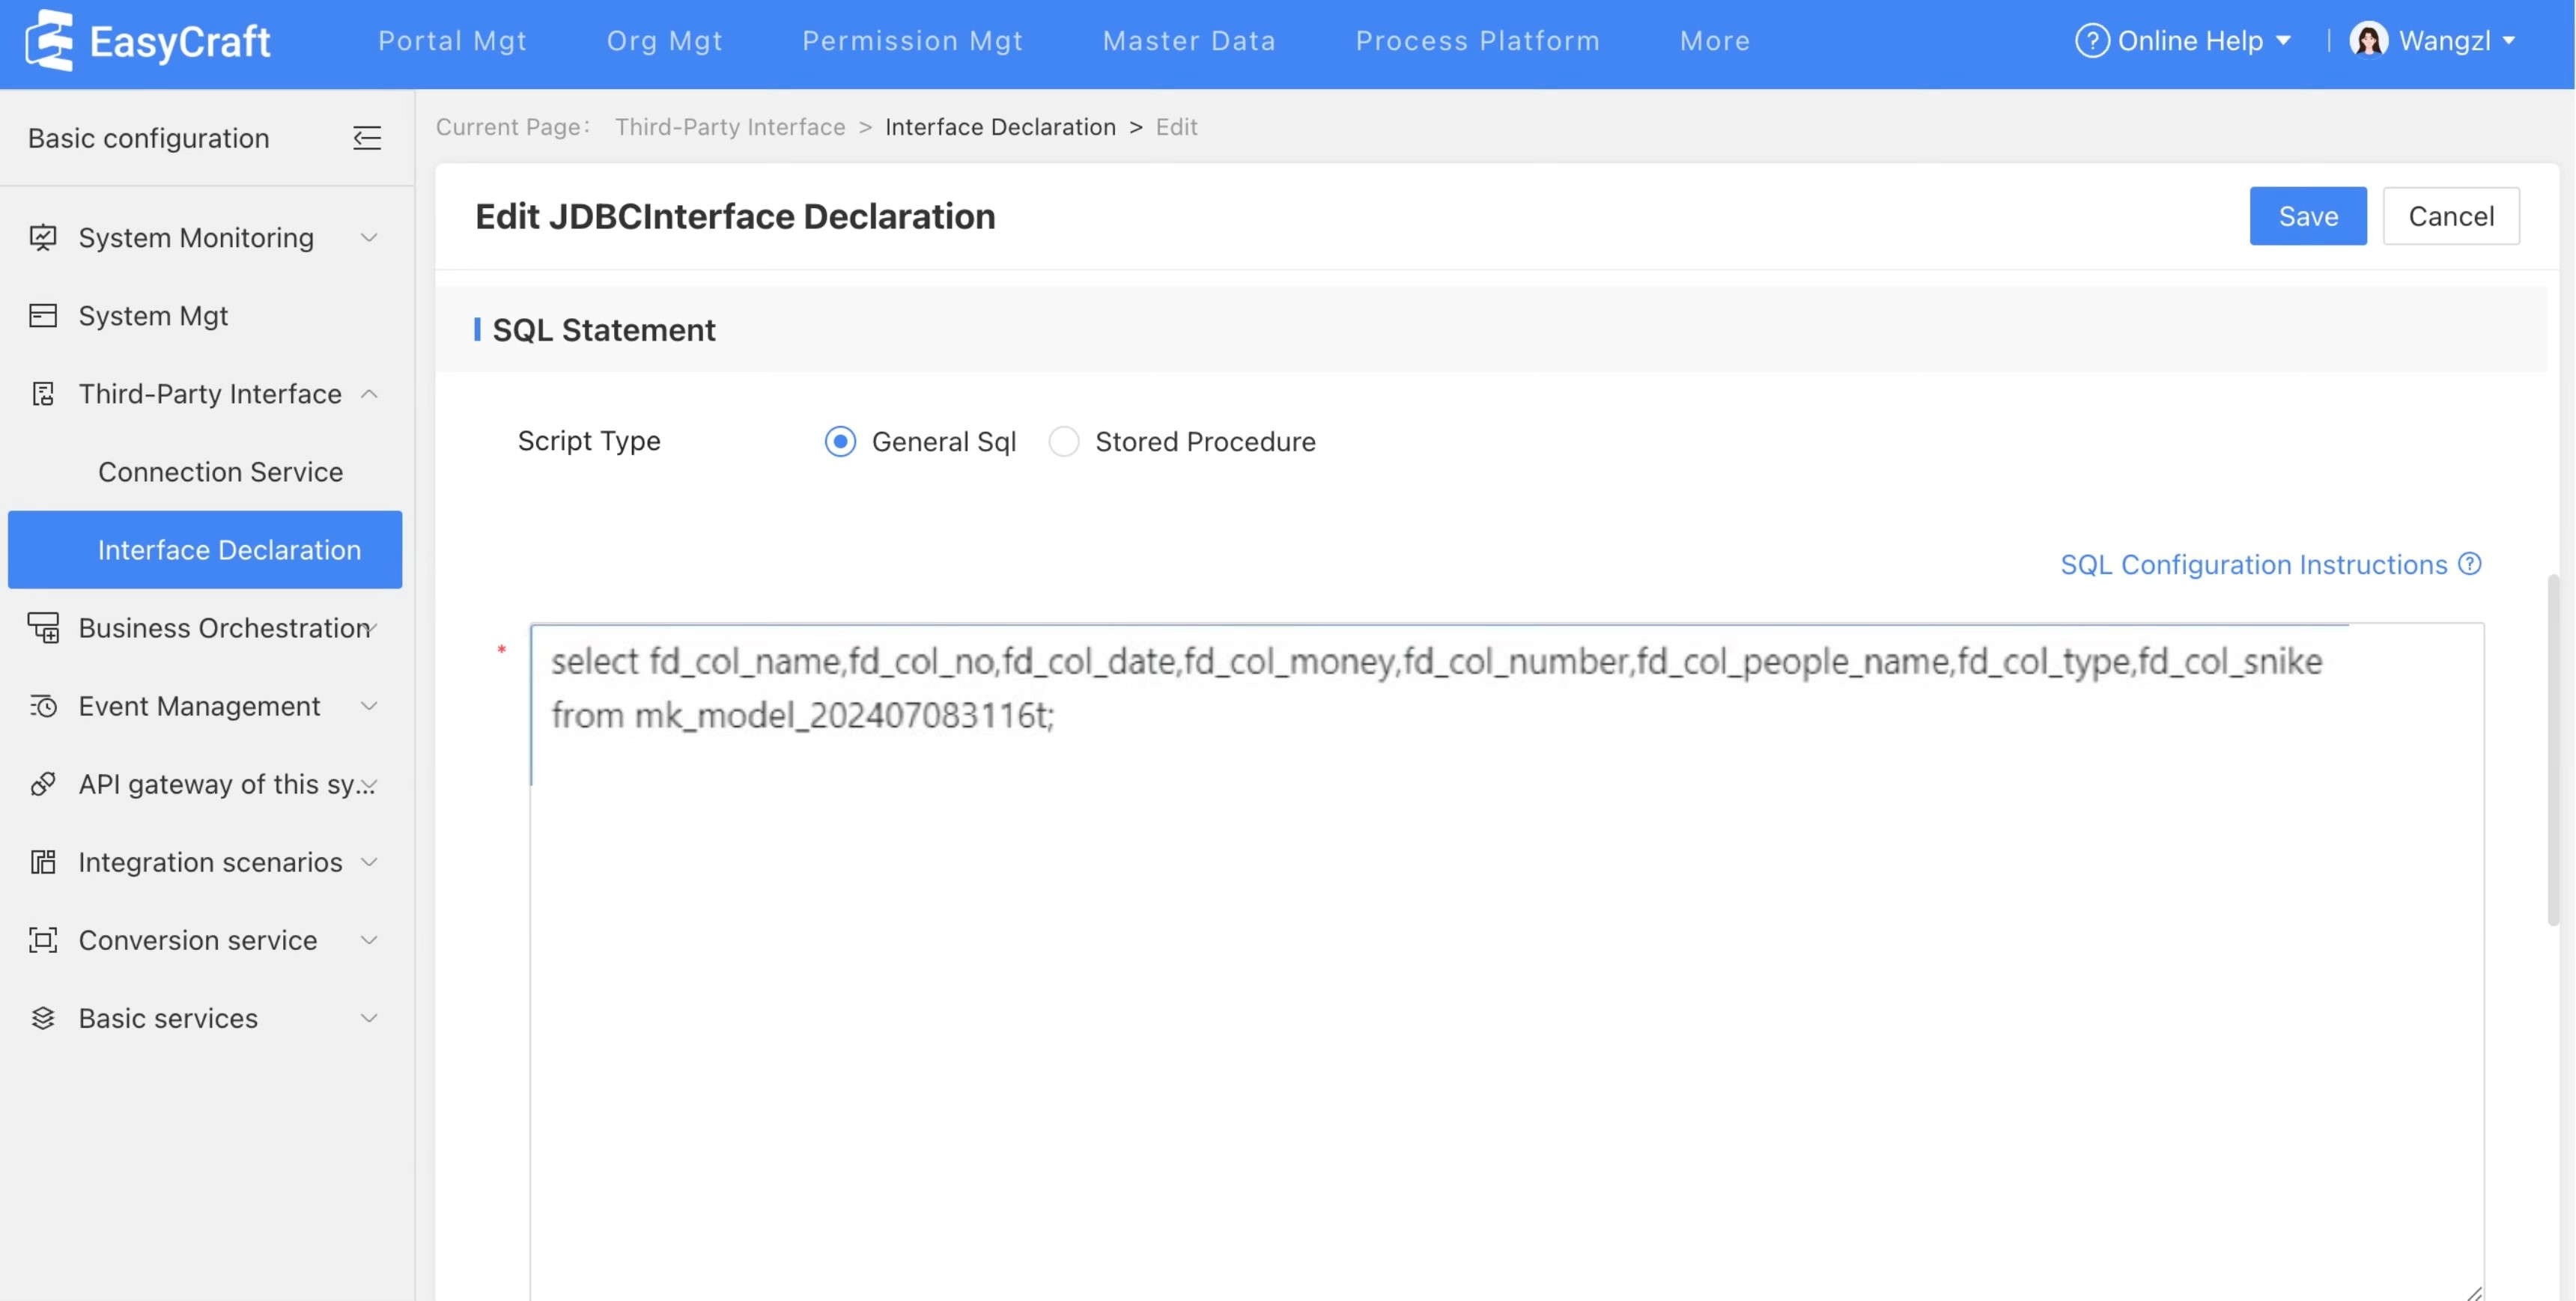 EasyCraft
Portal Mgt Org Mgt Permission Mgt Master Data Process Platform More
Online Help Wangzl
Basic configuration
System Monitoring
System Mgt
Third-Party Interface
Connection Service
Interface Declaration
Business Orchestration
Event Management
API gateway of this sy...
Integration scenarios
Conversion service
Basic services
Current Page: Third-Party Interface > Interface Declaration > Edit
Edit JDBCInterface Declaration
Save Cancel
SQL Statement
Script Type General Sql Stored Procedure
SQL Configuration Instructions ?
* select fd_col_name,fd_col_no,fd_col_date,fd_col_money,fd_col_number,fd_col_people_name,fd_col_type,fd_col_snike
from mk_model_202407083116t;